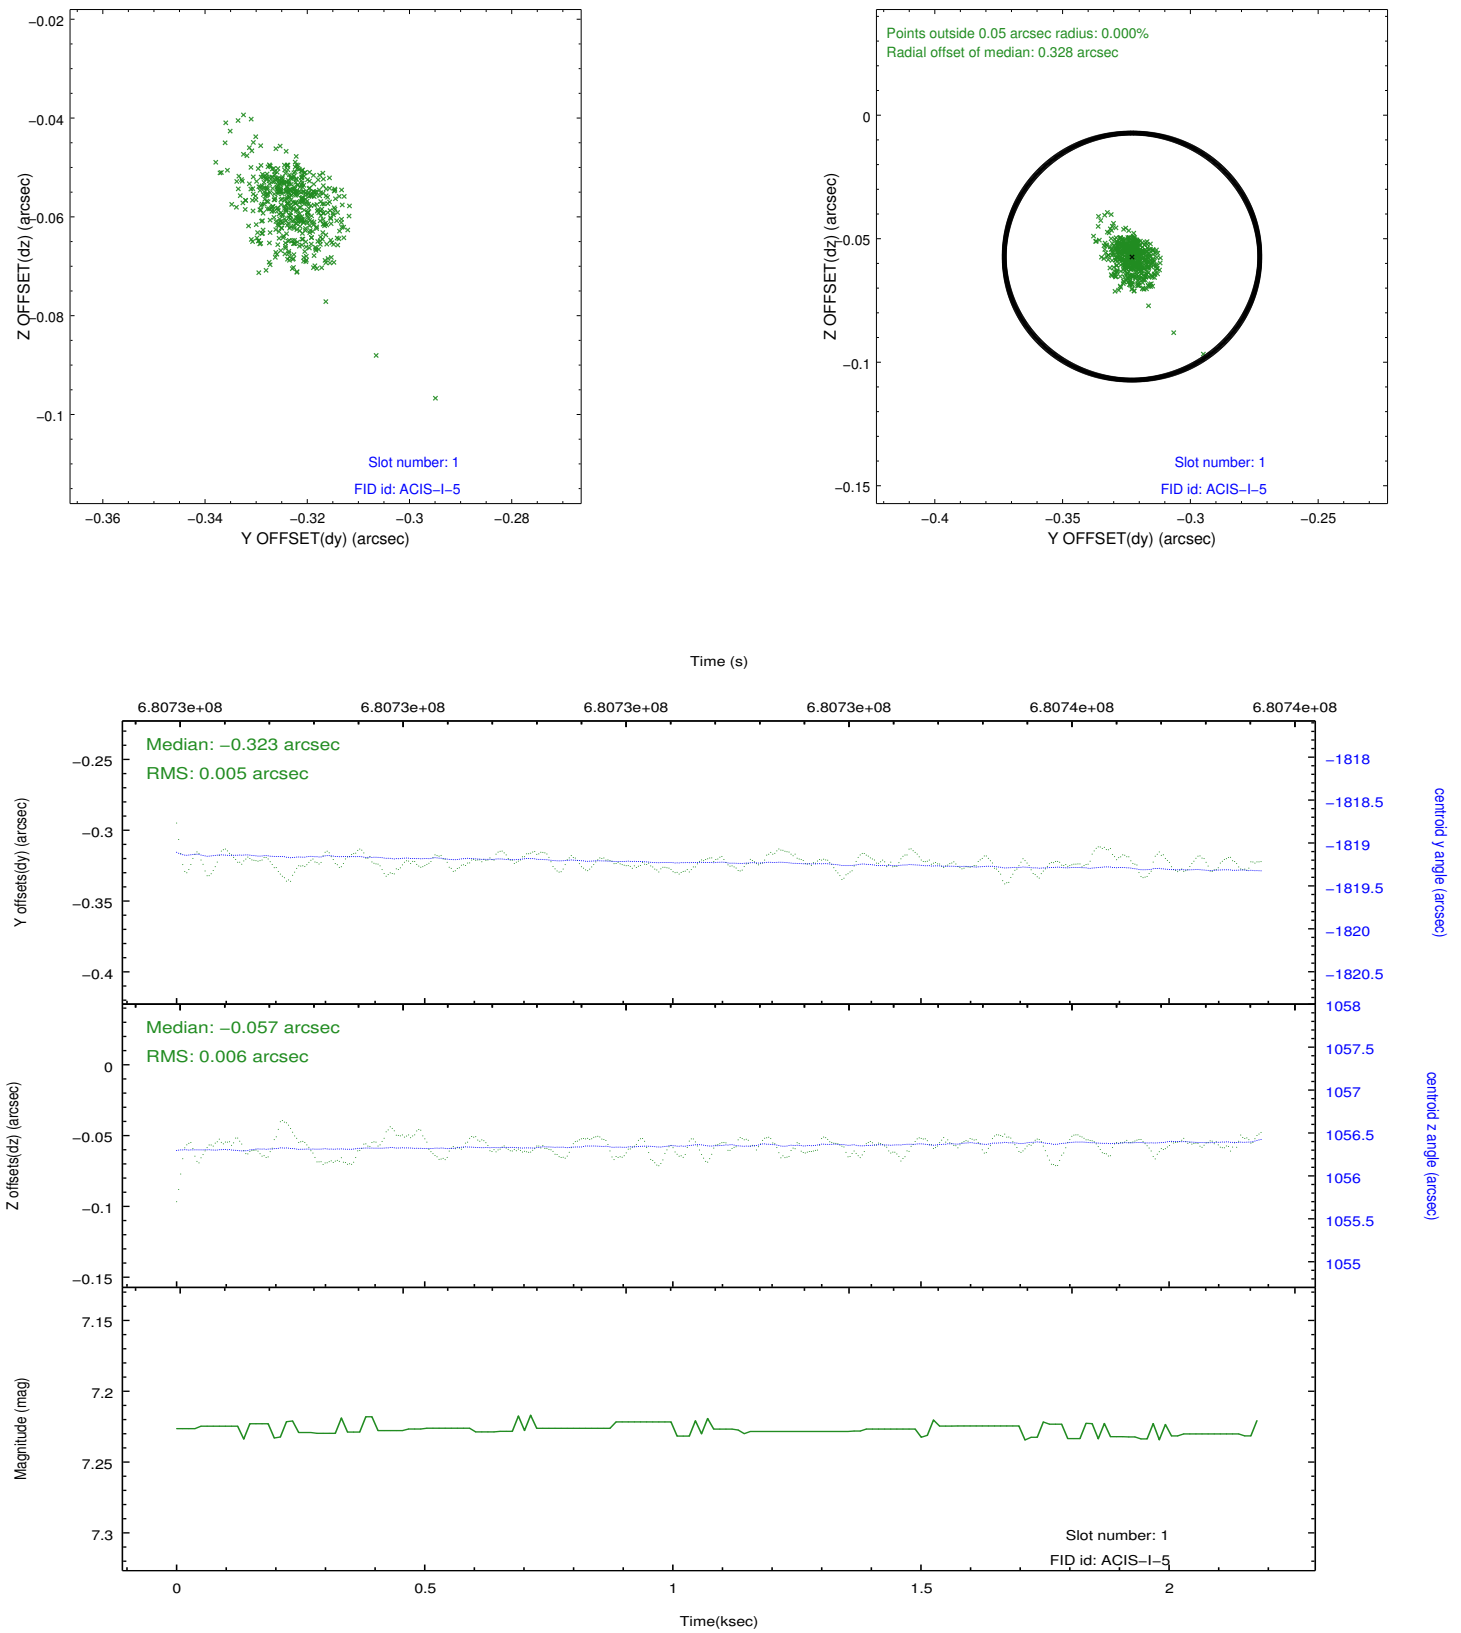 −0.02
−0.04
−0.06
−0.08
−0.1
Z OFFSET(dz) (arcsec)
Slot number: 1
FID id: ACIS−I−5
−0.36
−0.34
−0.32
−0.3
−0.28
Y OFFSET(dy) (arcsec)
Points outside 0.05 arcsec radius: 0.000%
Radial offset of median: 0.328 arcsec
0
−0.05
−0.1
−0.15
Z OFFSET(dz) (arcsec)
Slot number: 1
FID id: ACIS−I−5
−0.4
−0.35
−0.3
−0.25
Y OFFSET(dy) (arcsec)
Time (s)
6.8073e+08
6.8073e+08
6.8073e+08
6.8073e+08
6.8074e+08
6.8074e+08
Median: −0.323 arcsec
RMS: 0.005 arcsec
−0.25
−0.3
−0.35
−0.4
Y offsets(dy) (arcsec)
−1818
−1818.5
−1819
−1819.5
−1820
−1820.5
centroid y angle (arcsec)
Median: −0.057 arcsec
RMS: 0.006 arcsec
0
−0.05
−0.1
−0.15
Z offsets(dz) (arcsec)
1058
1057.5
1057
1056.5
1056
1055.5
1055
centroid z angle (arcsec)
7.15
7.2
7.25
7.3
Magnitude (mag)
Slot number: 1
FID id: ACIS−I−5
0
0.5
1
1.5
2
Time(ksec)